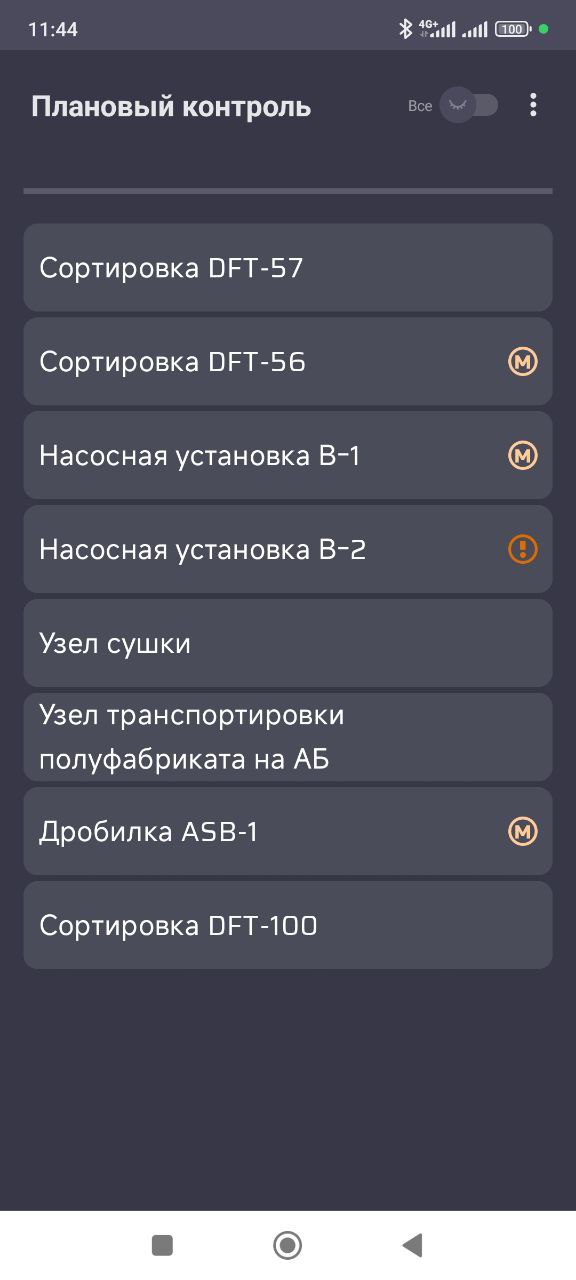 11:44
4G+
100
Плановый контроль
Все
Сортировка DFT-57
Сортировка DFT-56
M
Насосная установка В-1
M
Насосная установка В-2
!
Узел сушки
Узел транспортировки
полуфабриката на АБ
Дробилка ASB-1
M
Сортировка DFT-100